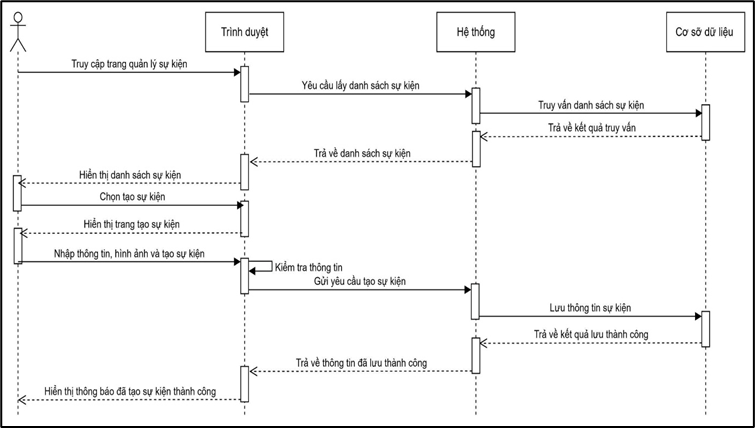 Trình duyệt
Hệ thống
Cơ sở dữ liệu
Truy cập trang quản lý sự kiện
Yêu cầu lấy danh sách sự kiện
Truy vấn danh sách sự kiện
Trả về kết quả truy vấn
Trả về danh sách sự kiện
Hiển thị danh sách sự kiện
Chọn tạo sự kiện
Hiển thị trang tạo sự kiện
Nhập thông tin, hình ảnh và tạo sự kiện
Kiểm tra thông tin
Gửi yêu cầu tạo sự kiện
Lưu thông tin sự kiện
Trả về kết quả lưu thành công
Trả về thông tin đã lưu thành công
Hiển thị thông báo đã tạo sự kiện thành công